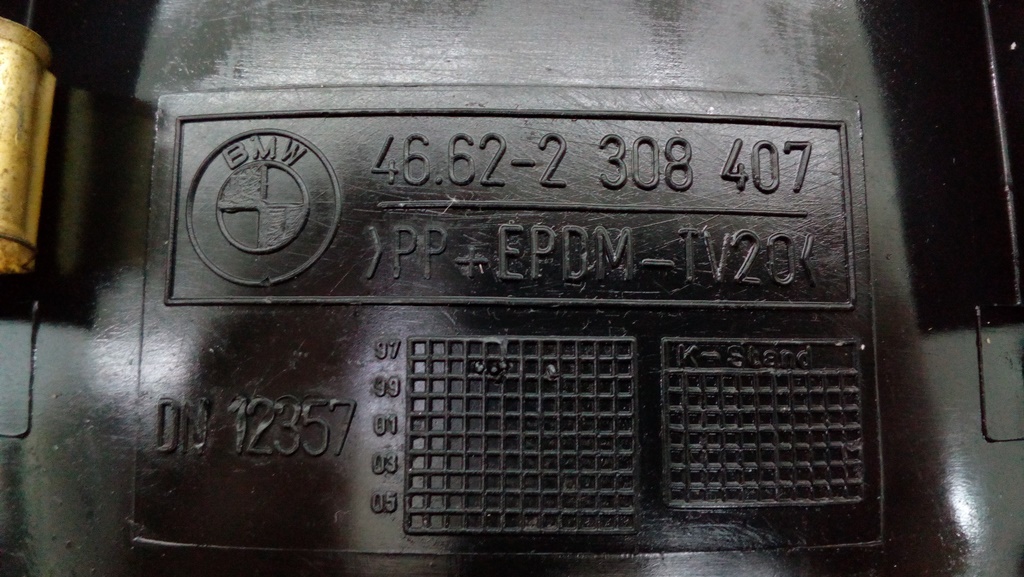 BMW
46.62-2 308 407
>PP+EPDM-TV20<
DN 12357
97
99
01
03
05
K-Stand